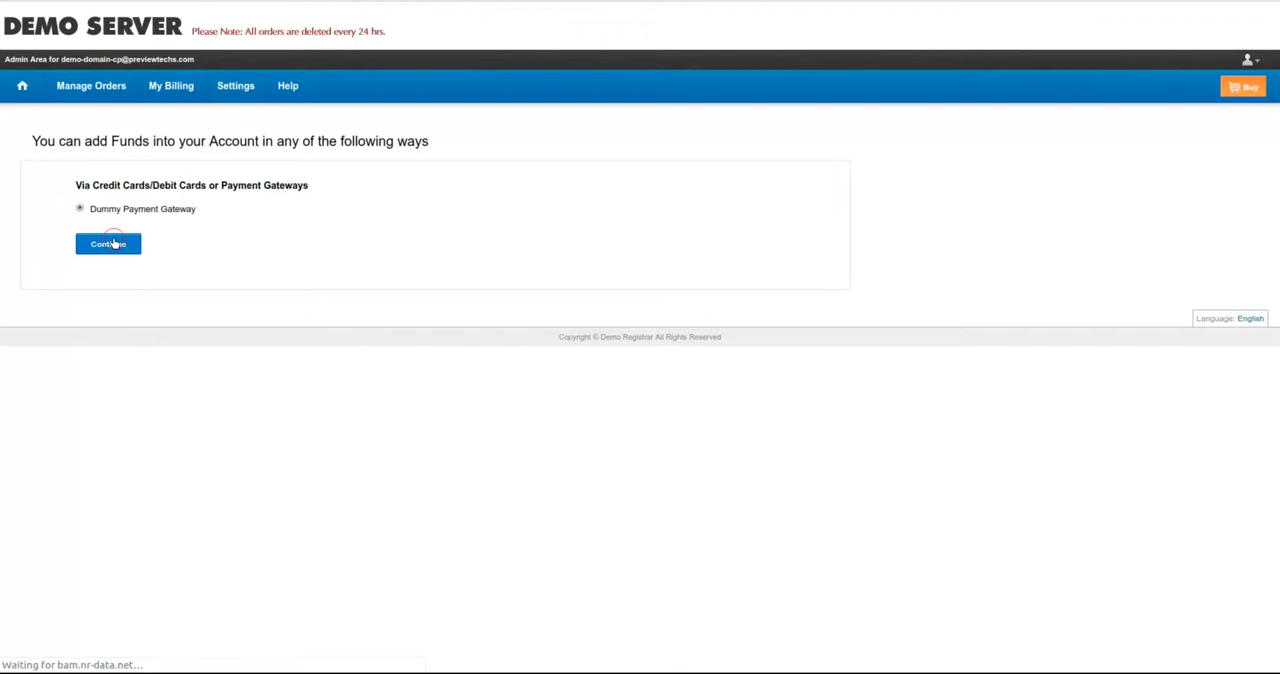 DEMO SERVER Please Note: All orders are deleted every 24 hrs.
Admin Area for demo-domain-cp@previewtechs.com
Manage Orders My Billing Settings Help Buy
You can add Funds into your Account in any of the following ways
Via Credit Cards/Debit Cards or Payment Gateways
Dummy Payment Gateway
Continue
Language: English
Copyright © Demo Registrar All Rights Reserved
Waiting for bam.nr-data.net...